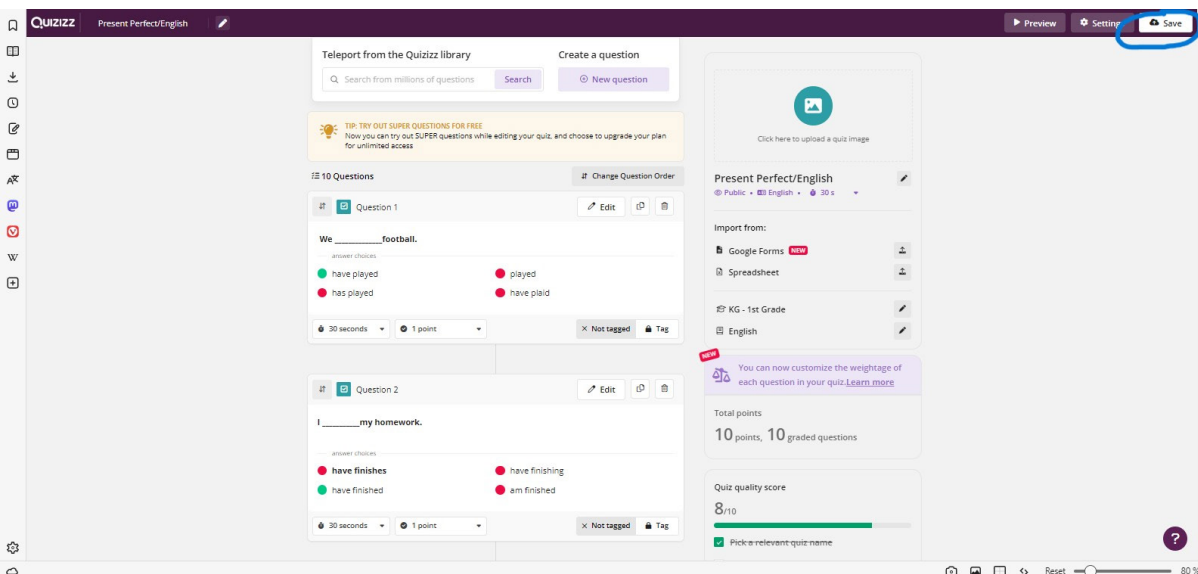 Quizizz Present Perfect/English Preview Settings Save
Teleport from the Quizizz library Create a question
Search from millions of questions Search New question
TIP: TRY OUT SUPER QUESTIONS FOR FREE
Now you can try out SUPER questions while editing your quiz, and choose to upgrade your plan
for unlimited access
10 Questions Change Question Order
Question 1 Edit
We ____________football.
answer choices
have played played
has played have plaid
30 seconds 1 point Not tagged Tag
Question 2 Edit
I _________my homework.
answer choices
have finishes have finishing
have finished am finished
30 seconds 1 point Not tagged Tag
Click here to upload a quiz image
Present Perfect/English
Public • English • 30 s
Import from:
Google Forms NEW
Spreadsheet
KG - 1st Grade
English
NEW
You can now customize the weightage of
each question in your quiz.Learn more
Total points
10 points, 10 graded questions
Quiz quality score
8/10
Pick a relevant quiz name
?
W
Reset 80 %